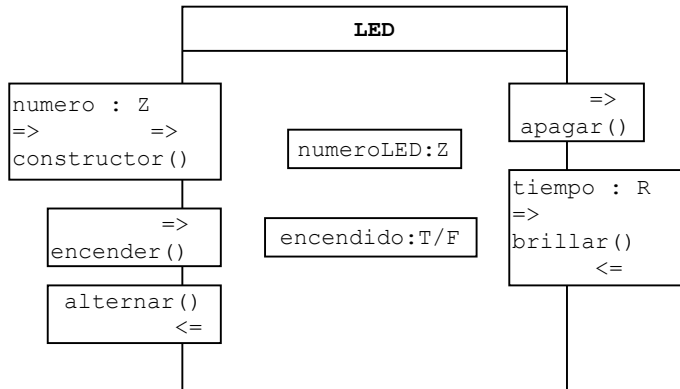 LED
numero : Z
=> =>
constructor()
=>
encender()
alternar()
<=
numeroLED:Z
encendido:T/F
=>
apagar()
tiempo : R
=>
brillar()
<=